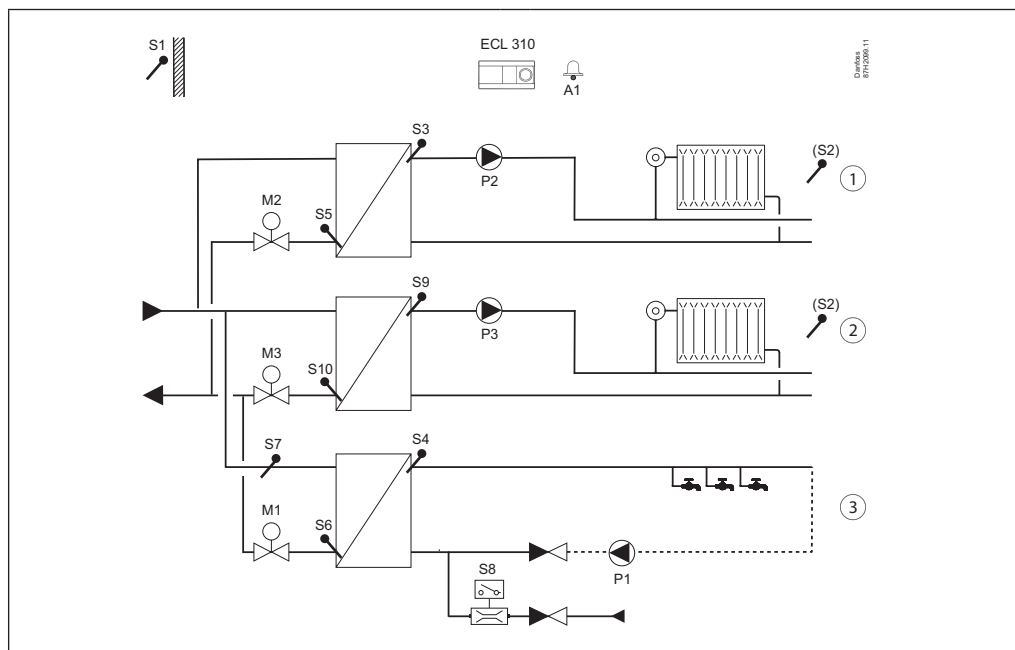 S1
ECL 310
A1
Danfoss
87H2099.11
S3
P2
(S2)
1
M2
S5
S9
P3
(S2)
2
M3
S10
S7
S4
3
M1
S6
S8
P1